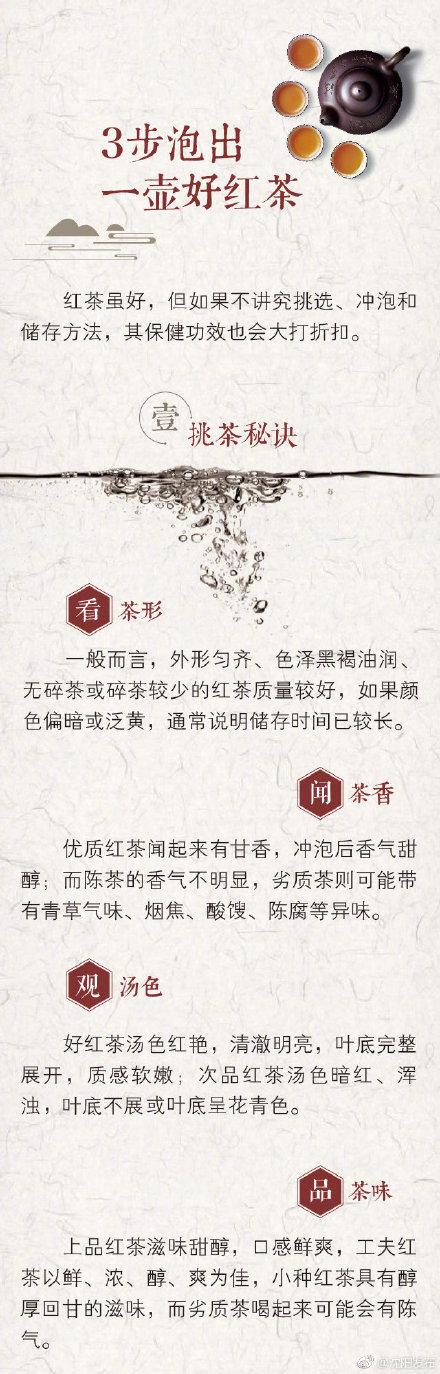 3步泡出
一壶好红茶
红茶虽好，但如果不讲究挑选、冲泡和
储存方法，其保健功效也会大打折扣。
壹
挑茶秘诀
看 茶形
一般而言，外形匀齐、色泽黑褐油润、
无碎茶或碎茶较少的红茶质量较好，如果颜
色偏暗或泛黄，通常说明储存时间已较长。
闻 茶香
优质红茶闻起来有甘香，冲泡后香气甜
醇；而陈茶的香气不明显，劣质茶则可能带
有青草气味、烟焦、酸馊、陈腐等异味。
观 汤色
好红茶汤色红艳，清澈明亮，叶底完整
展开，质感软嫩；次品红茶汤色暗红、浑
浊，叶底不展或叶底呈花青色。
品 茶味
上品红茶滋味甜醇，口感鲜爽，工夫红
茶以鲜、浓、醇、爽为佳，小种红茶具有醇
厚回甘的滋味，而劣质茶喝起来可能会有陈
气。
@沈阳发布